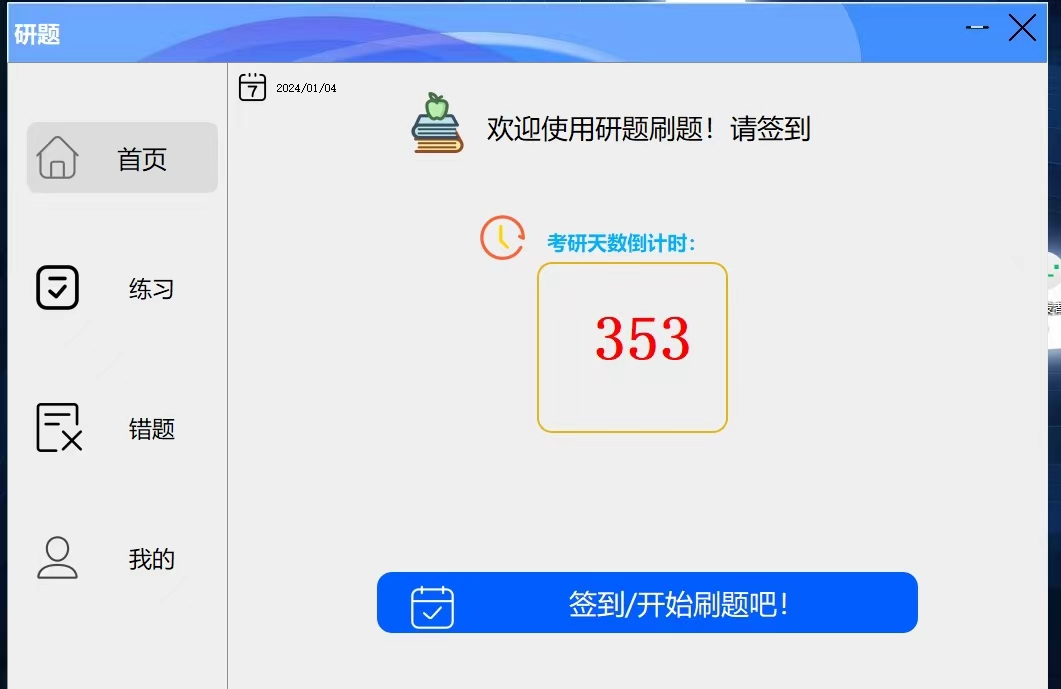 研题
7
2024/01/04
欢迎使用研题刷题！请签到
首页
考研天数倒计时：
练习
353
错题
我的
签到/开始刷题吧！